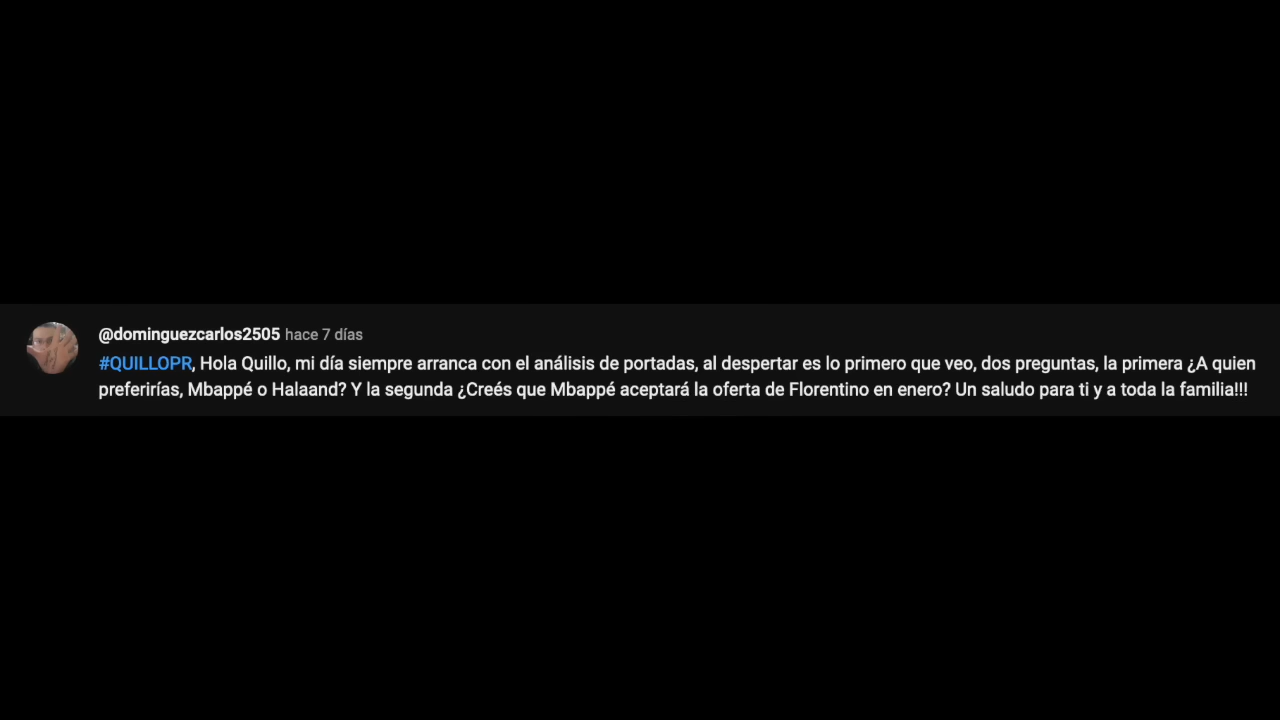 @dominguezcarlos2505 hace 7 días
#QUILLOPR, Hola Quillo, mi día siempre arranca con el análisis de portadas, al despertar es lo primero que veo, dos preguntas, la primera ¿A quien
preferirías, Mbappé o Halaand? Y la segunda ¿Creés que Mbappé aceptará la oferta de Florentino en enero? Un saludo para ti y a toda la familia!!!